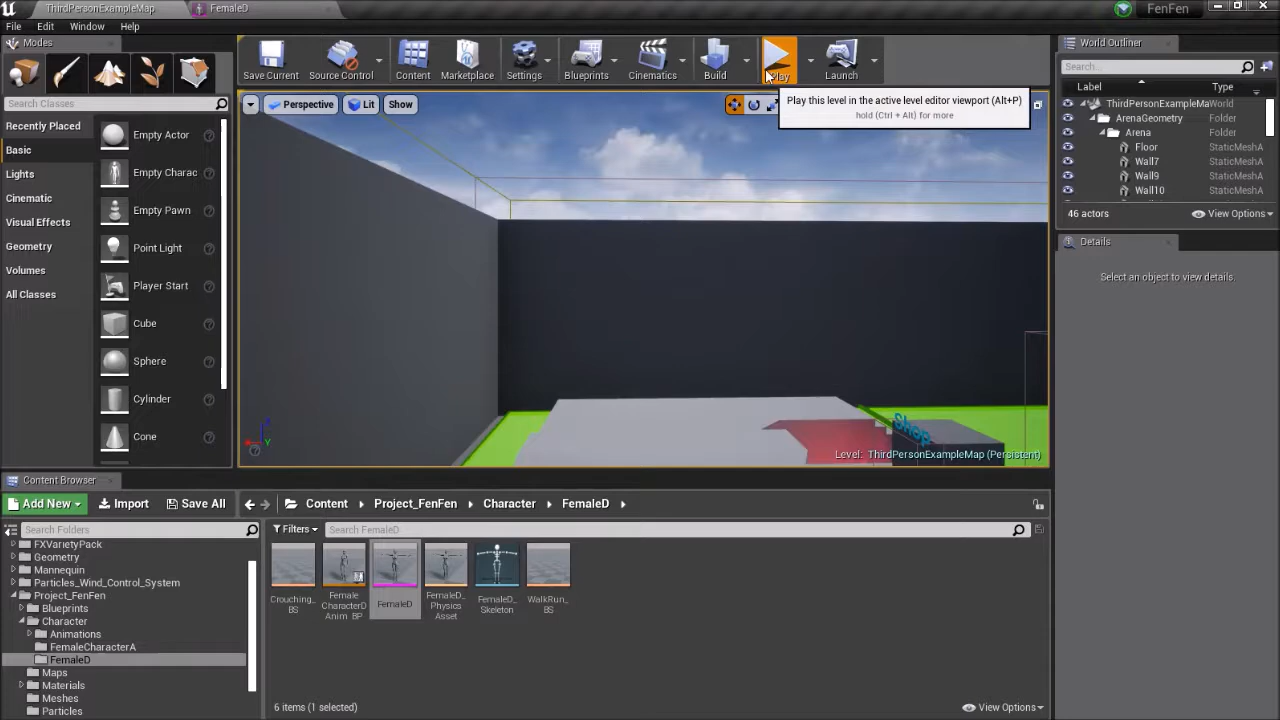 ThirdPersonExampleMap
FemaleD
FenFen
File Edit Window Help
Modes
Search Classes
Recently Placed
Basic
Lights
Cinematic
Visual Effects
Geometry
Volumes
All Classes
Empty Actor
Empty Charac
Empty Pawn
Point Light
Player Start
Cube
Sphere
Cylinder
Cone
Save Current
Source Control
Content
Marketplace
Settings
Blueprints
Cinematics
Build
Play
Launch
Play this level in the active level editor viewport (Alt+P)
hold (Ctrl + Alt) for more
Perspective
Lit
Show
Shop
Level: ThirdPersonExampleMap (Persistent)
World Outliner
Search...
Label Type
ThirdPersonExampleMa World
ArenaGeometry Folder
Arena Folder
Floor StaticMeshA
Wall7 StaticMeshA
Wall9 StaticMeshA
Wall10 StaticMeshA
46 actors
View Options
Details
Select an object to view details.
Content Browser
Add New
Import
Save All
Content
Project_FenFen
Character
FemaleD
Search Folders
Filters
Search FemaleD
FXVarietyPack
Geometry
Mannequin
Particles_Wind_Control_System
Project_FenFen
Blueprints
Character
Animations
FemaleCharacterA
FemaleD
Maps
Materials
Meshes
Particles
Crouching_
BS
Female
CharacterD
Anim_BP
FemaleD
FemaleD_
Physics
Asset
FemaleD_
Skeleton
WalkRun_
BS
6 items (1 selected)
View Options